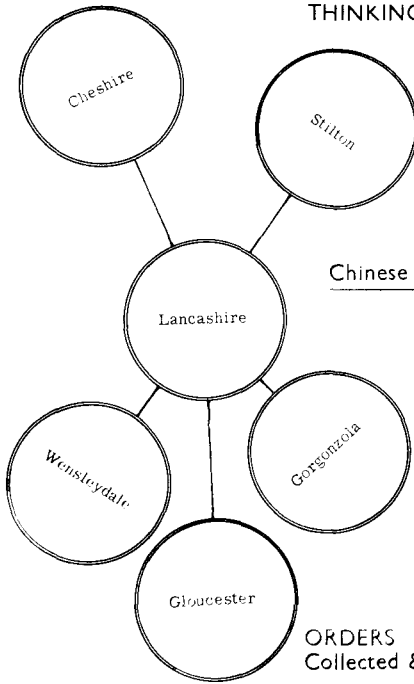 THINKING
Cheshire
Stilton
Chinese
Lancashire
Gorgonzola
Wensleydale
Gloucester
ORDERS
Collected &